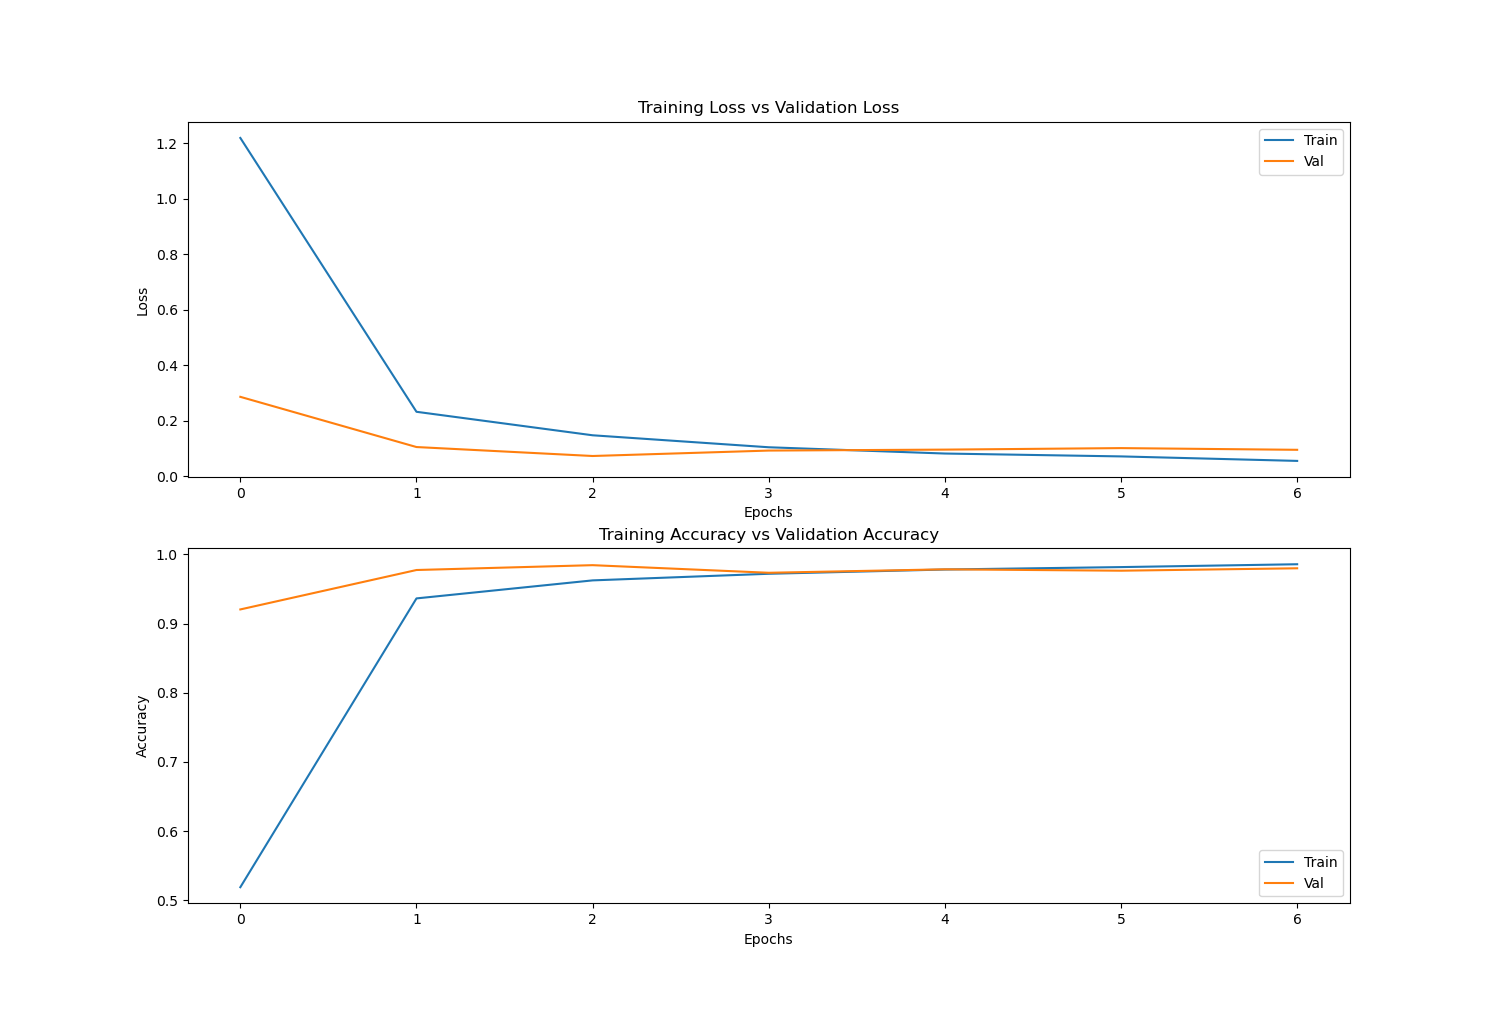 Training Loss vs Validation Loss
1.2
1.0
0.8
0.6
0.4
0.2
0.0
Loss
Train
Val
0 1 2 3 4 5 6
Epochs
Training Accuracy vs Validation Accuracy
1.0
0.9
0.8
0.7
0.6
0.5
Accuracy
Train
Val
0 1 2 3 4 5 6
Epochs